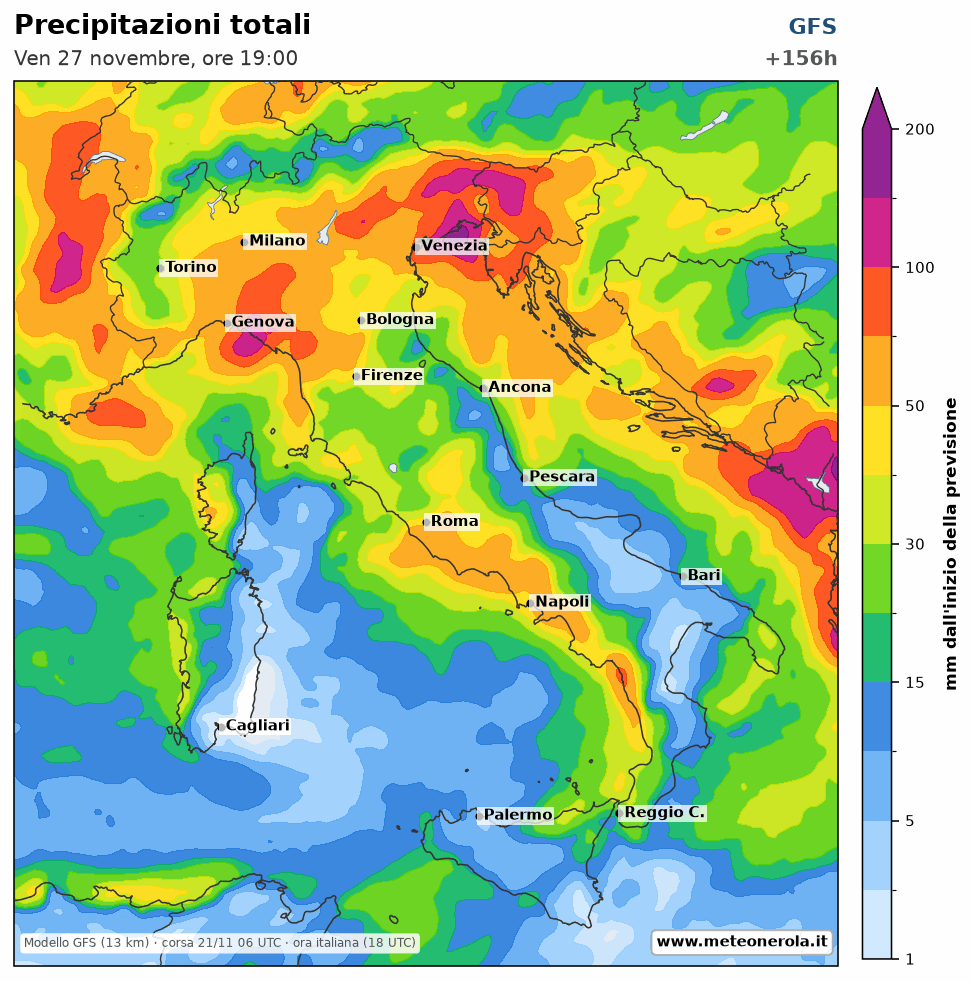 Precipitazioni totali
GFS
Ven 27 novembre, ore 19:00
+156h
200
100
50
30
15
5
1
mm dall'inizio della previsione
Milano
Venezia
Torino
Genova
Bologna
Firenze
Ancona
Pescara
Roma
Bari
Napoli
Cagliari
Palermo
Reggio C.
Modello GFS (13 km) · corsa 21/11 06 UTC · ora italiana (18 UTC)
www.meteonerola.it